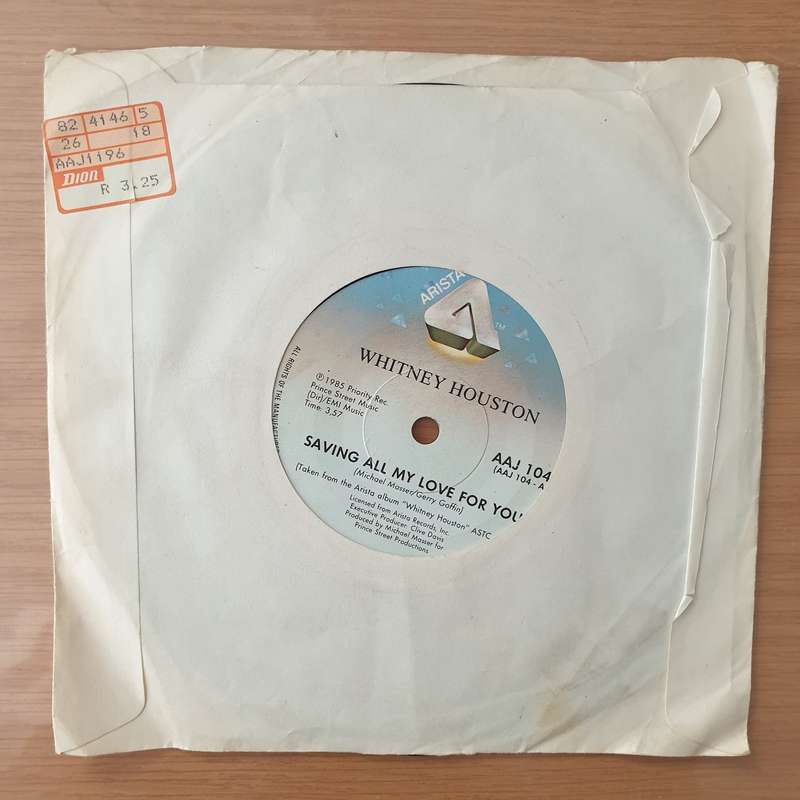 82 4146 5
26 18
AAJ1196
Dion
R 3.25
ARISTA
TM
WHITNEY HOUSTON
ALL RIGHTS OF THE MANUFACTURER
℗1985 Priority Rec.
Prince Street Music
(Dir)/EMI Music
Time: 3.57
AAJ 104
(AAJ 104 - A
SAVING ALL MY LOVE FOR YOU
(Michael Masser/Gerry Goffin)
(Taken from the Arista album "Whitney Houston" ASTC
Licensed from Arista Records, Inc.
Executive Producer: Clive Davis
Produced by Michael Masser for
Prince Street Productions